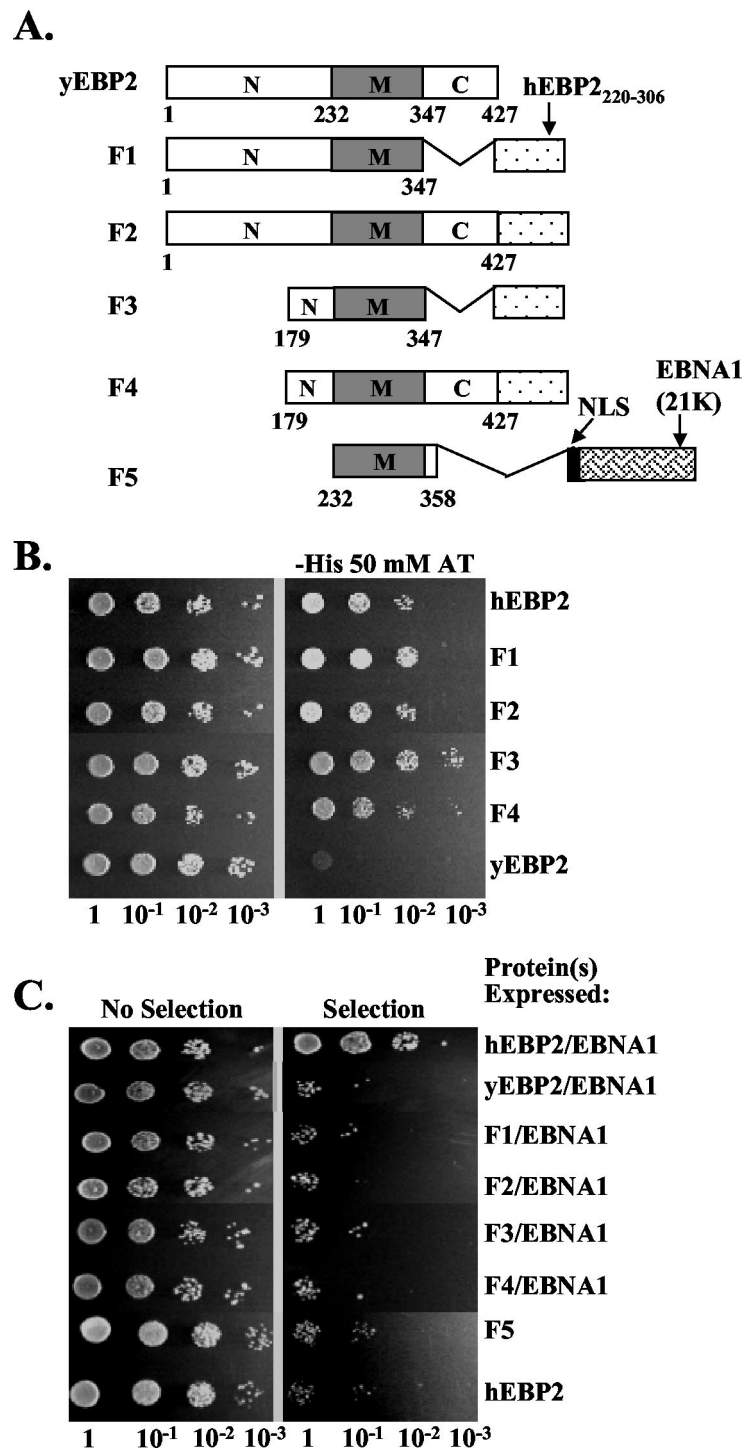 A.
yEBP2 N M C hEBP2220-306
1 232 347 427
F1 N M
1 347
F2 N M C
1 427
F3 N M
179 347
F4 N M C EBNA1
(21K)
179 427 NLS
F5 M
232 358
B.
-His 50 mM AT
hEBP2
F1
F2
F3
F4
yEBP2
1 10-1 10-2 10-3 1 10-1 10-2 10-3
C.
Protein(s)
Expressed:
No Selection Selection
hEBP2/EBNA1
yEBP2/EBNA1
F1/EBNA1
F2/EBNA1
F3/EBNA1
F4/EBNA1
F5
hEBP2
1 10-1 10-2 10-3 1 10-1 10-2 10-3